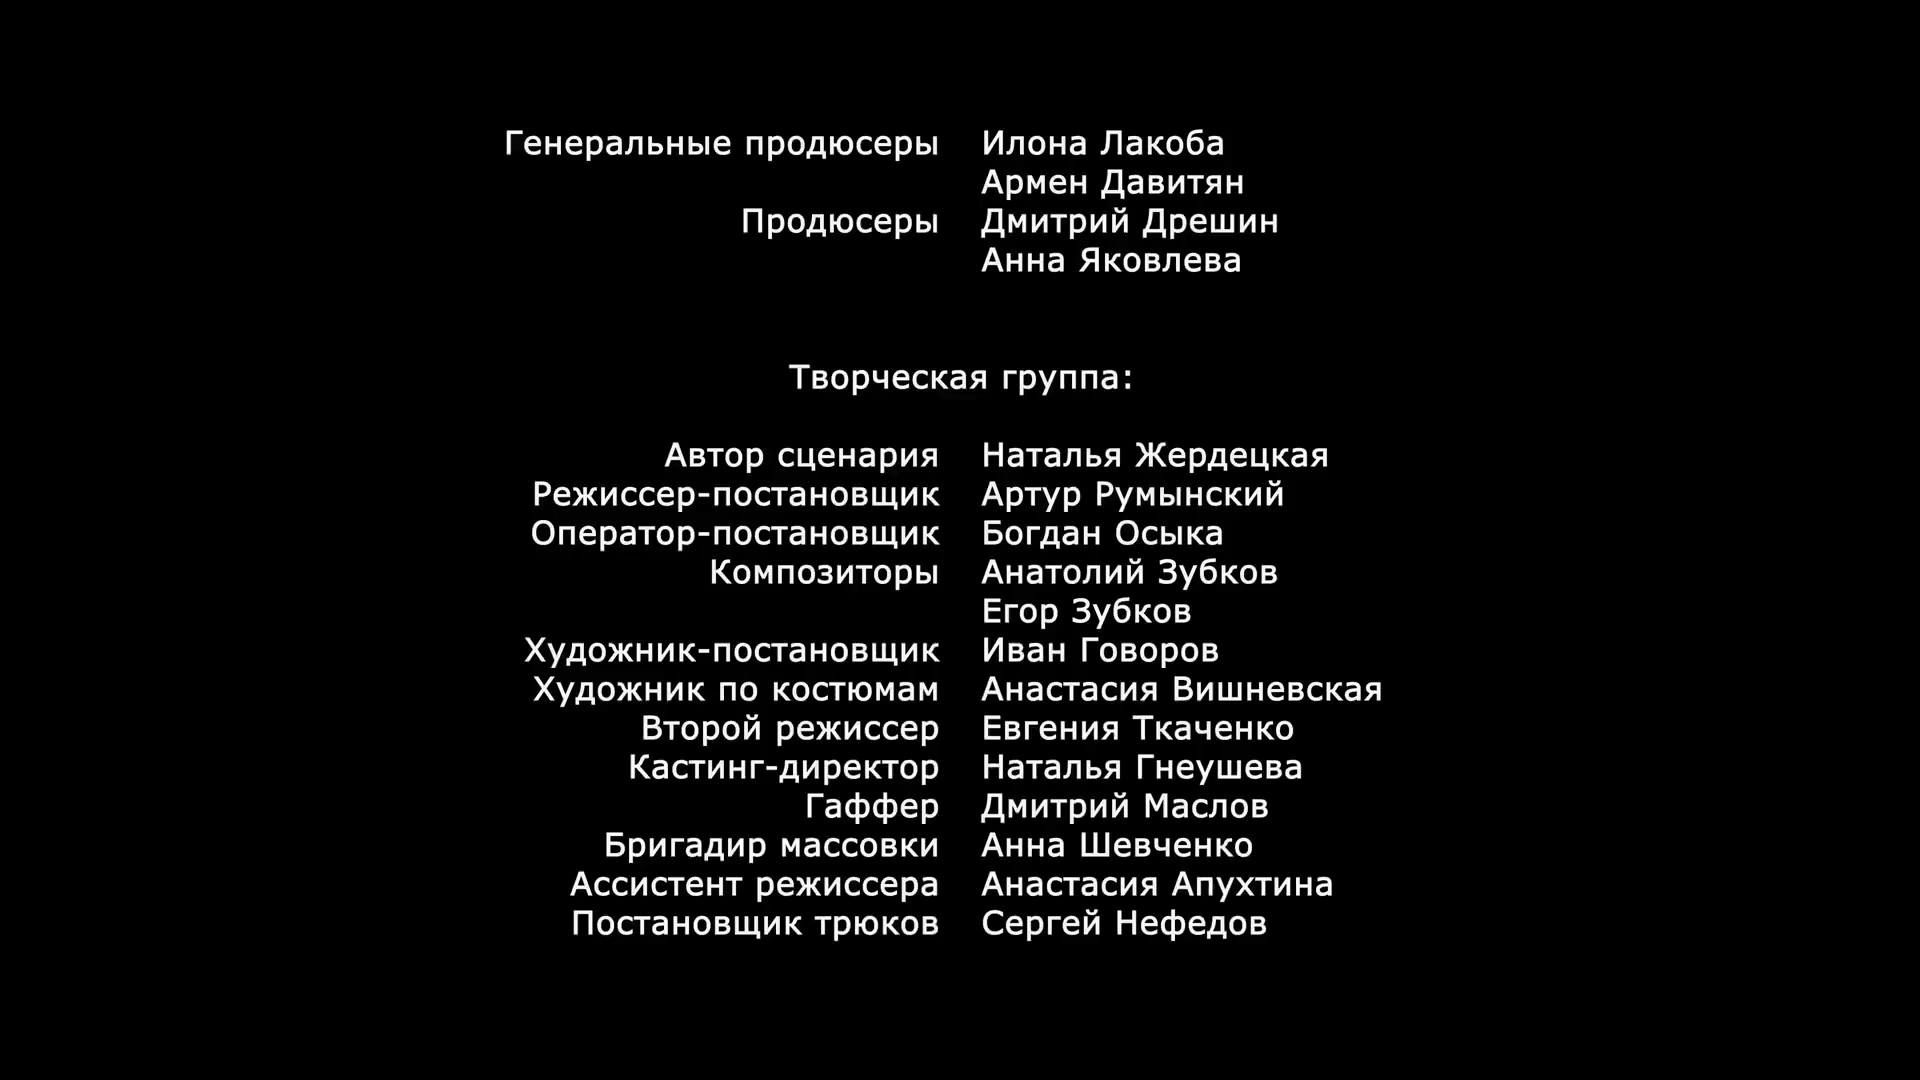 Генеральные продюсеры Илона Лакоба
Армен Давитян
Продюсеры Дмитрий Дрешин
Анна Яковлева
Творческая группа:
Автор сценария Наталья Жердецкая
Режиссер-постановщик Артур Румынский
Оператор-постановщик Богдан Осыка
Композиторы Анатолий Зубков
Егор Зубков
Художник-постановщик Иван Говоров
Художник по костюмам Анастасия Вишневская
Второй режиссер Евгения Ткаченко
Кастинг-директор Наталья Гнеушева
Гаффер Дмитрий Маслов
Бригадир массовки Анна Шевченко
Ассистент режиссера Анастасия Апухтина
Постановщик трюков Сергей Нефедов